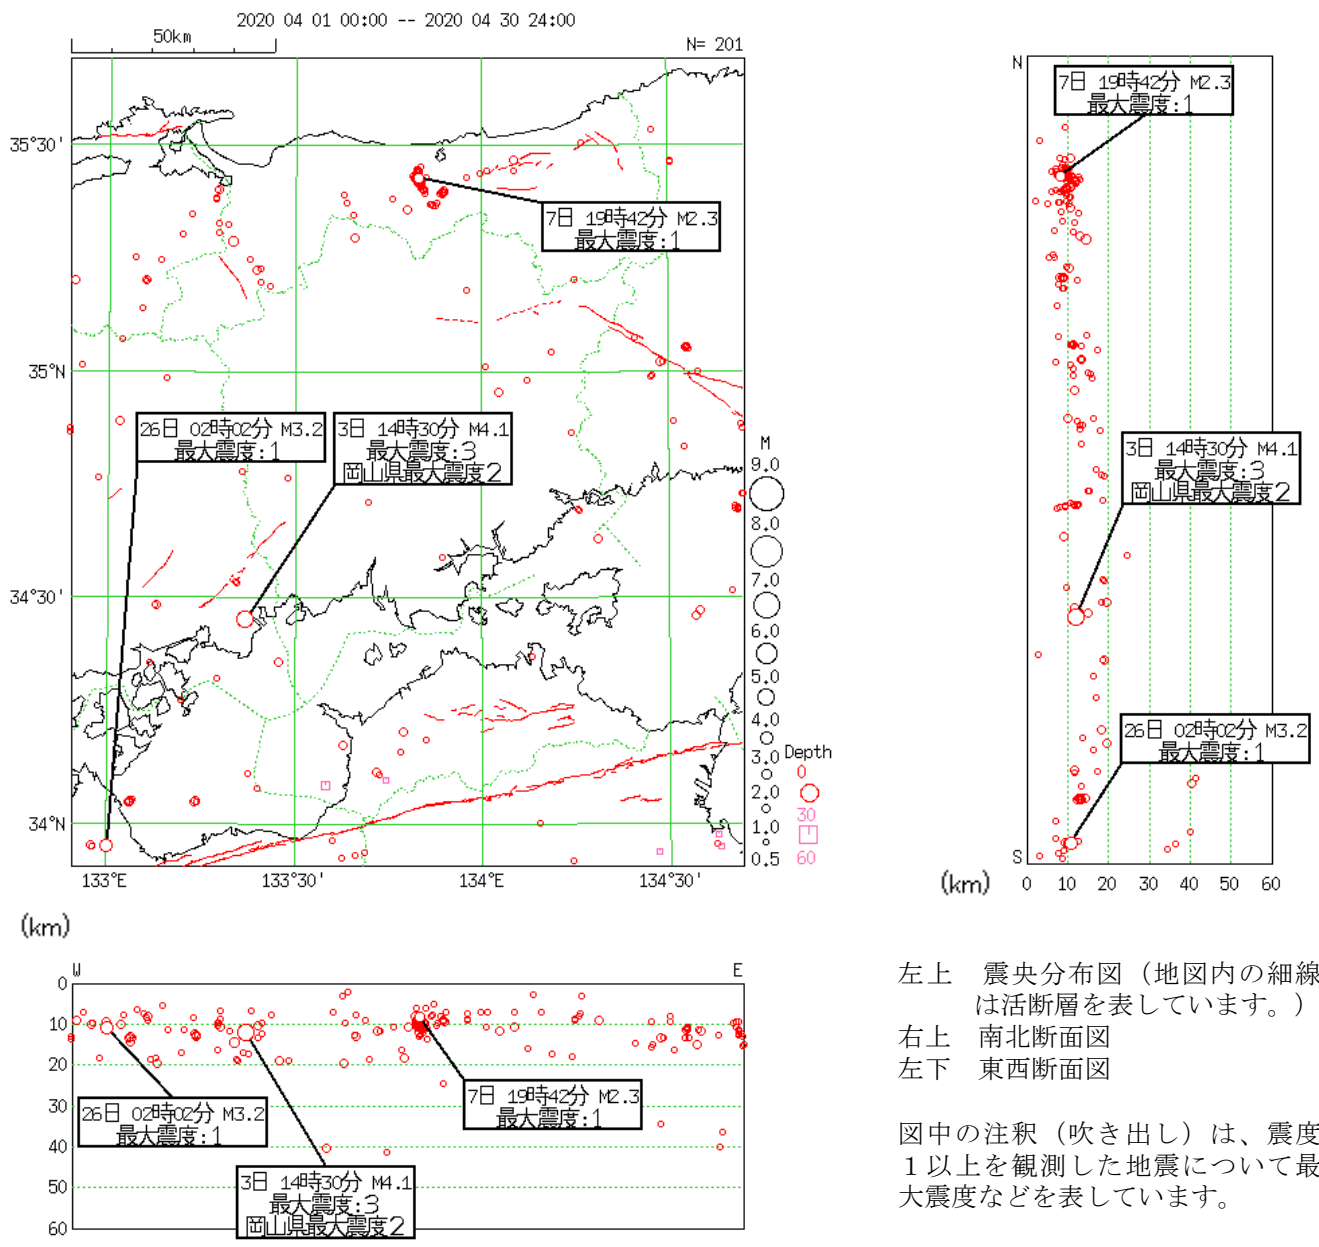 2020 04 01 00:00 -- 2020 04 30 24:00
50km
N= 201
35°30'
35°N
34°30'
34°N
133°E
133°30'
134°E
134°30'
7日 19時42分 M2.3
最大震度:1
26日 02時02分 M3.2
最大震度:1
3日 14時30分 M4.1
最大震度:3
岡山県最大震度2
M
9.0
8.0
7.0
6.0
5.0
4.0
3.0
2.0
1.0
0.5
Depth
0
30
60
N
7日 19時42分 M2.3
最大震度:1
3日 14時30分 M4.1
最大震度:3
岡山県最大震度2
26日 02時02分 M3.2
最大震度:1
S
(km)
0 10 20 30 40 50 60
(km)
W
E
0
10
20
30
40
50
60
26日 02時02分 M3.2
最大震度:1
3日 14時30分 M4.1
最大震度:3
岡山県最大震度2
7日 19時42分 M2.3
最大震度:1
左上　震央分布図（地図内の細線
は活断層を表しています。）
右上　南北断面図
左下　東西断面図
図中の注釈（吹き出し）は、震度
１以上を観測した地震について最
大震度などを表しています。